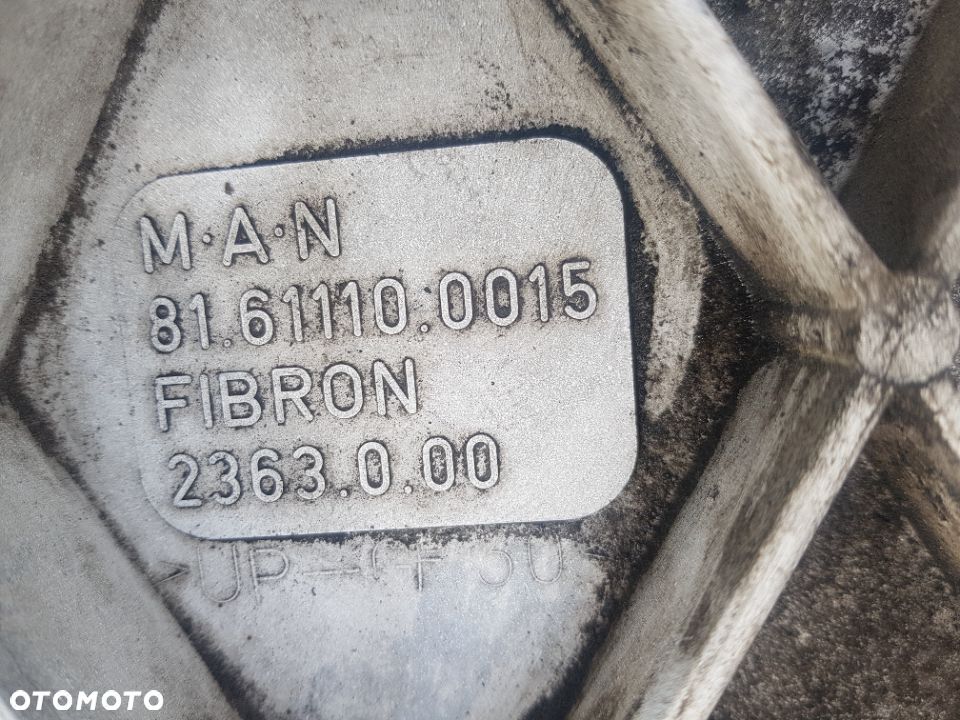 M·A·N
81.61110.0015
FIBRON
2363.0.00
OTOMOTO